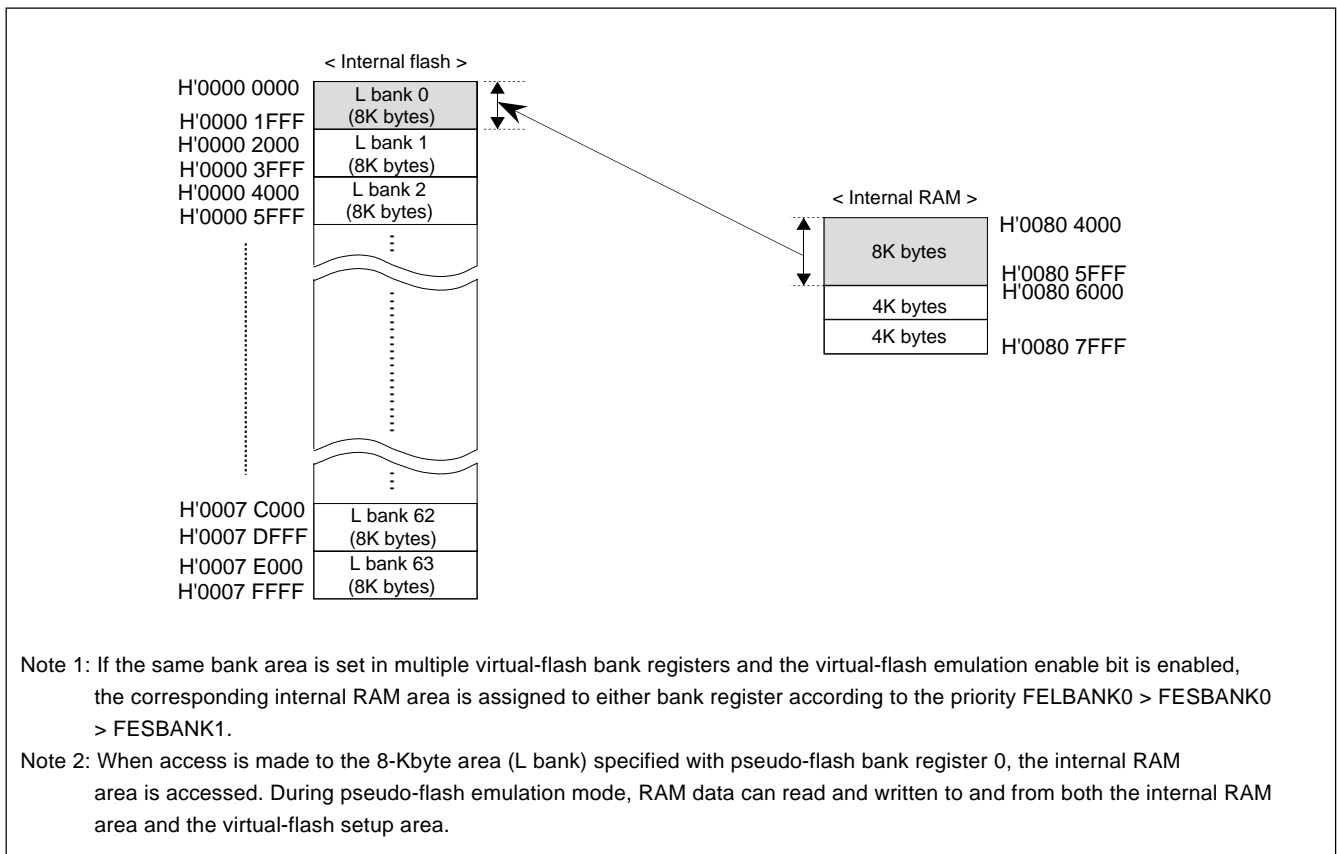 < Internal flash >
H'0000 0000
L bank 0
(8K bytes)
H'0000 1FFF
H'0000 2000
L bank 1
(8K bytes)
H'0000 3FFF
H'0000 4000
L bank 2
(8K bytes)
H'0000 5FFF
< Internal RAM >
H'0080 4000
8K bytes
H'0080 5FFF
H'0080 6000
4K bytes
4K bytes
H'0080 7FFF
H'0007 C000
L bank 62
H'0007 DFFF
(8K bytes)
H'0007 E000
L bank 63
H'0007 FFFF
(8K bytes)
Note 1: If the same bank area is set in multiple virtual-flash bank registers and the virtual-flash emulation enable bit is enabled,
the corresponding internal RAM area is assigned to either bank register according to the priority FELBANK0 > FESBANK0
> FESBANK1.
Note 2: When access is made to the 8-Kbyte area (L bank) specified with pseudo-flash bank register 0, the internal RAM
area is accessed. During pseudo-flash emulation mode, RAM data can read and written to and from both the internal RAM
area and the virtual-flash setup area.